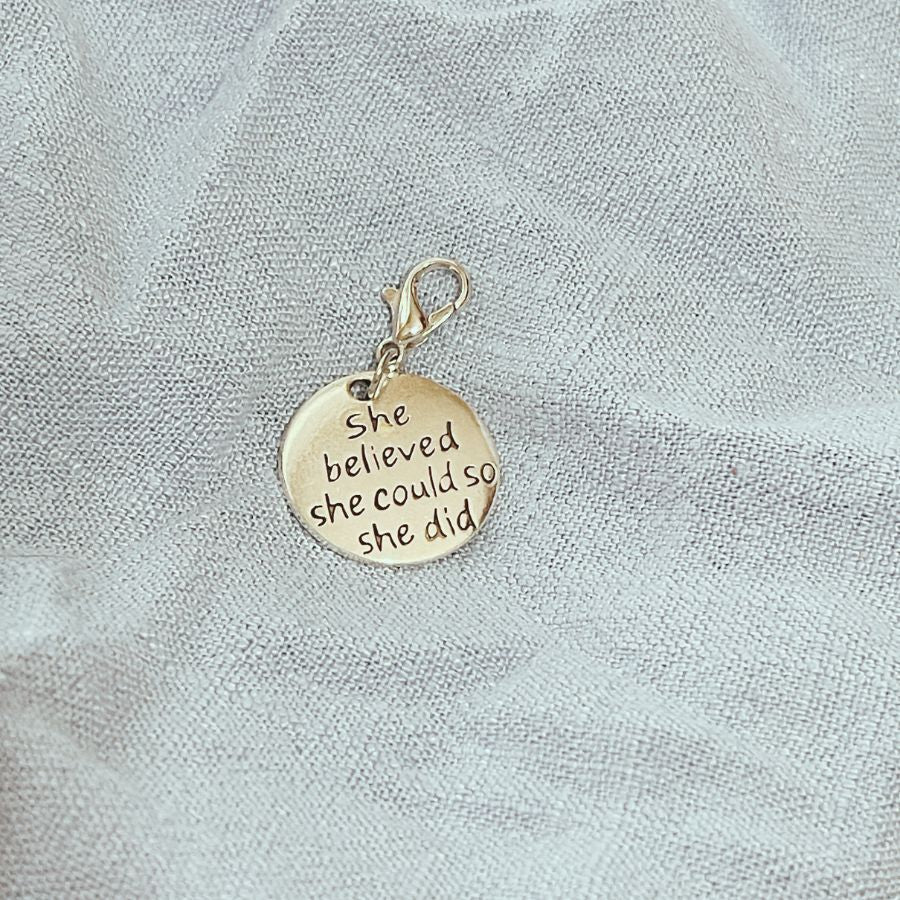 she
believed
she could so
she did